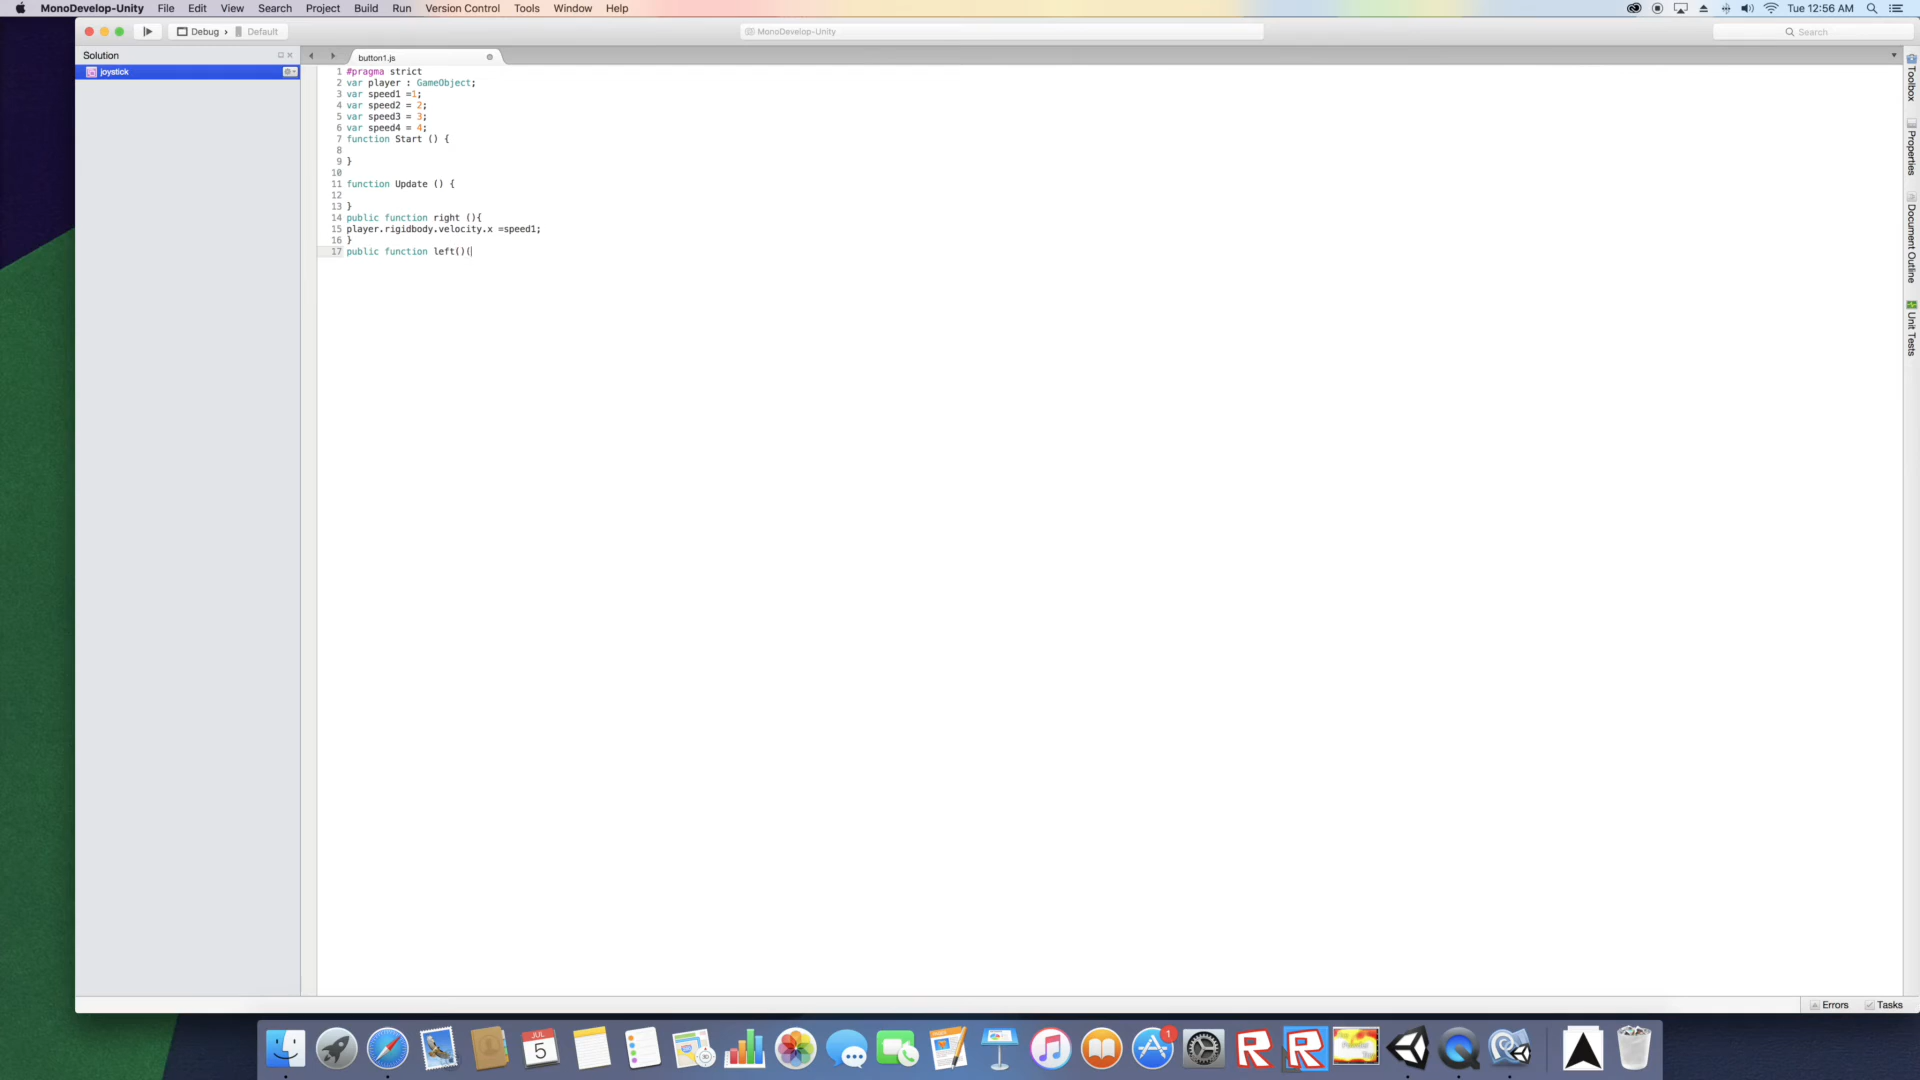 MonoDevelop-Unity File Edit View Search Project Build Run Version Control Tools Window Help Tue 12:56 AM
Debug › Default MonoDevelop-Unity Search
Solution
joystick
button1.js
1 #pragma strict
2 var player : GameObject;
3 var speed1 =1;
4 var speed2 = 2;
5 var speed3 = 3;
6 var speed4 = 4;
7 function Start () {
8
9 }
10
11 function Update () {
12
13 }
14 public function right (){
15 player.rigidbody.velocity.x =speed1;
16 }
17 public function left()(
Toolbox
Properties
Document Outline
Unit Tests
Errors Tasks
JUL
5
3D
1